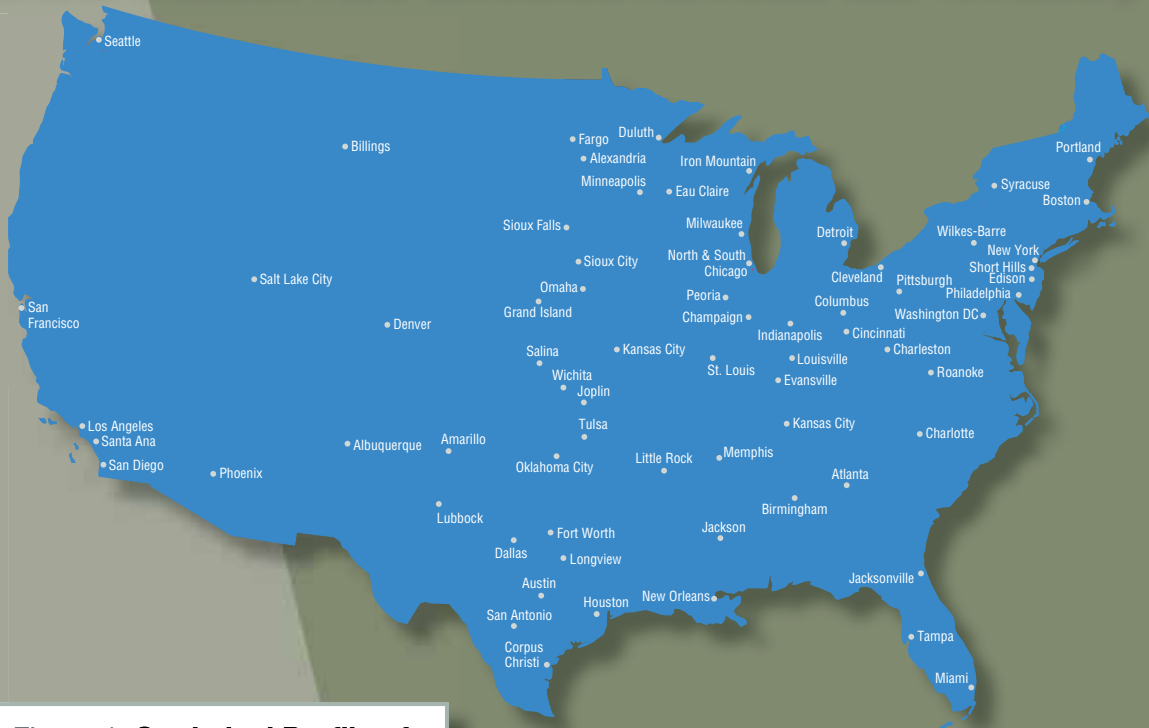 Seattle
Billings
Fargo
Duluth
Alexandria
Iron Mountain
Minneapolis
Eau Claire
Portland
Syracuse
Boston
Sioux Falls
Milwaukee
Detroit
Wilkes-Barre
New York
North & South
Chicago
Sioux City
Short Hills
Cleveland
Pittsburgh
Edison
Salt Lake City
Omaha
Peoria
Philadelphia
San
Francisco
Grand Island
Columbus
Champaign
Washington DC
Denver
Indianapolis
Cincinnati
Salina
Kansas City
St. Louis
Louisville
Charleston
Wichita
Evansville
Roanoke
Joplin
Los Angeles
Tulsa
Kansas City
Santa Ana
Albuquerque
Amarillo
Charlotte
San Diego
Phoenix
Oklahoma City
Little Rock
Memphis
Atlanta
Lubbock
Birmingham
Fort Worth
Jackson
Dallas
Longview
Austin
Jacksonville
Houston
New Orleans
San Antonio
Tampa
Corpus
Christi
Miami